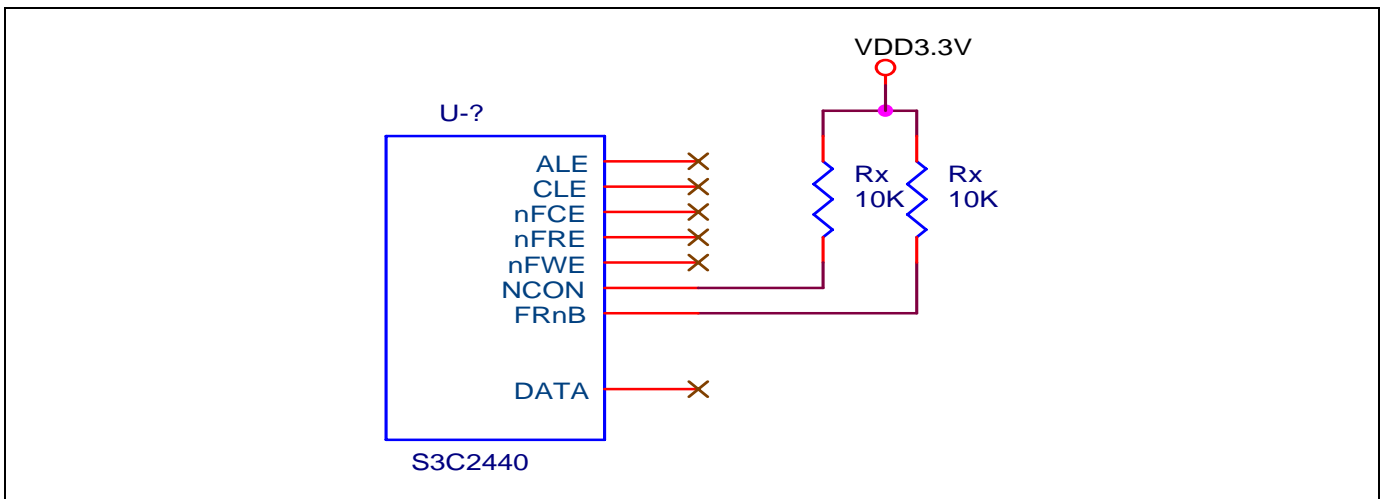 VDD3.3V
U-?
ALE
CLE
nFCE
nFRE
nFWE
NCON
FRnB
DATA
S3C2440
Rx
10K
Rx
10K